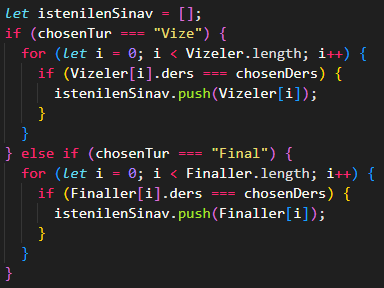 let istenilenSinav = [];
if (chosenTur === "Vize") {
  for (let i = 0; i < Vizeler.length; i++) {
    if (Vizeler[i].ders === chosenDers) {
      istenilenSinav.push(Vizeler[i]);
    }
  }
} else if (chosenTur === "Final") {
  for (let i = 0; i < Finaller.length; i++) {
    if (Finaller[i].ders === chosenDers) {
      istenilenSinav.push(Finaller[i]);
    }
  }
}